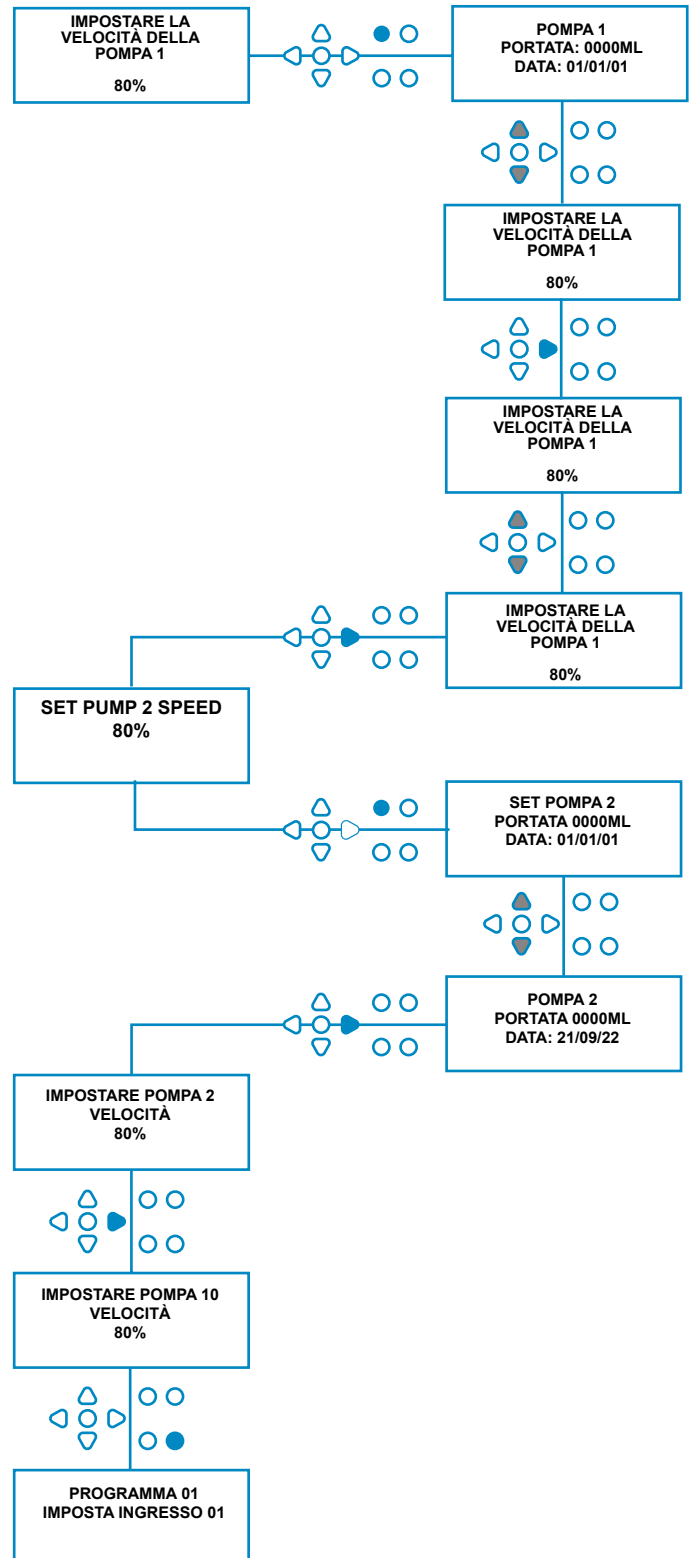 IMPOSTARE LA
VELOCITÀ DELLA
POMPA 1
80%
POMPA 1
PORTATA: 0000ML
DATA: 01/01/01
IMPOSTARE LA
VELOCITÀ DELLA
POMPA 1
80%
IMPOSTARE LA
VELOCITÀ DELLA
POMPA 1
80%
IMPOSTARE LA
VELOCITÀ DELLA
POMPA 1
80%
SET PUMP 2 SPEED
80%
SET POMPA 2
PORTATA 0000ML
DATA: 01/01/01
POMPA 2
PORTATA 0000ML
DATA: 21/09/22
IMPOSTARE POMPA 2
VELOCITÀ
80%
IMPOSTARE POMPA 10
VELOCITÀ
80%
PROGRAMMA 01
IMPOSTA INGRESSO 01